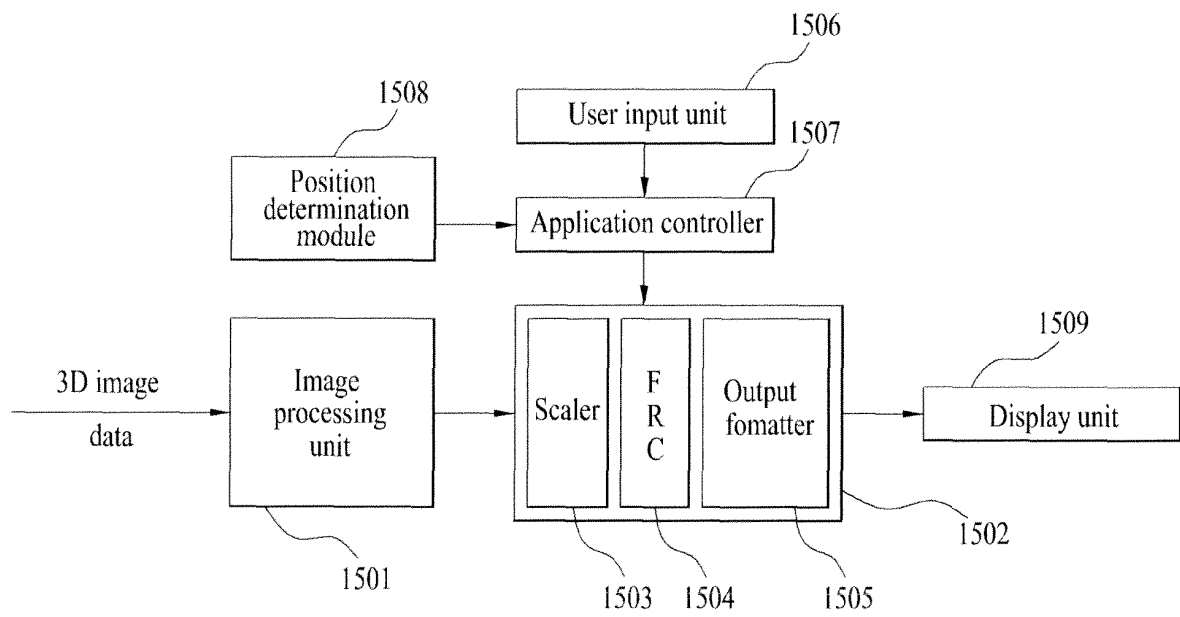 1506
User input unit
1508
1507
Position
determination
module
Application controller
1509
3D image
data
Image
processing
unit
Scaler
F
R
C
Output
fomatter
Display unit
1502
1501
1503
1504
1505